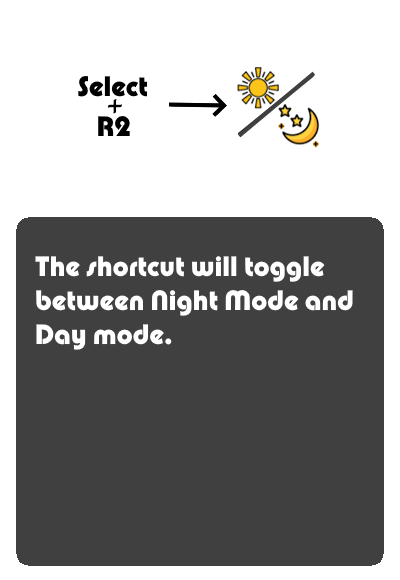 Select
+
R2
The shortcut will toggle
between Night Mode and
Day mode.